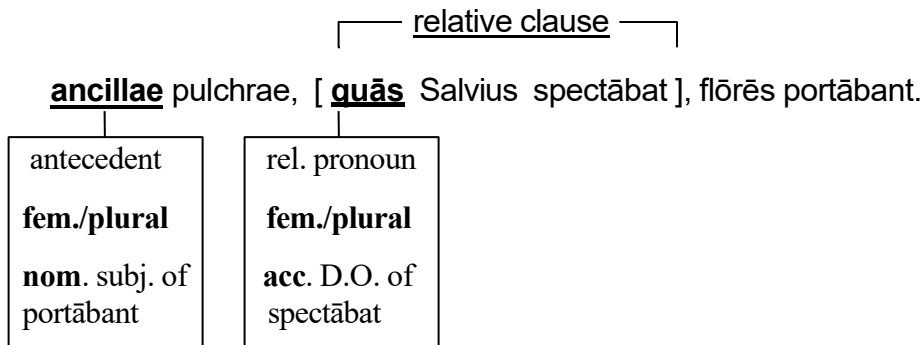 relative clause
ancillae pulchrae, [ quās Salvius spectābat ], flōrēs portābant.
antecedent
fem./plural
nom. subj. of
portābant
rel. pronoun
fem./plural
acc. D.O. of
spectābat